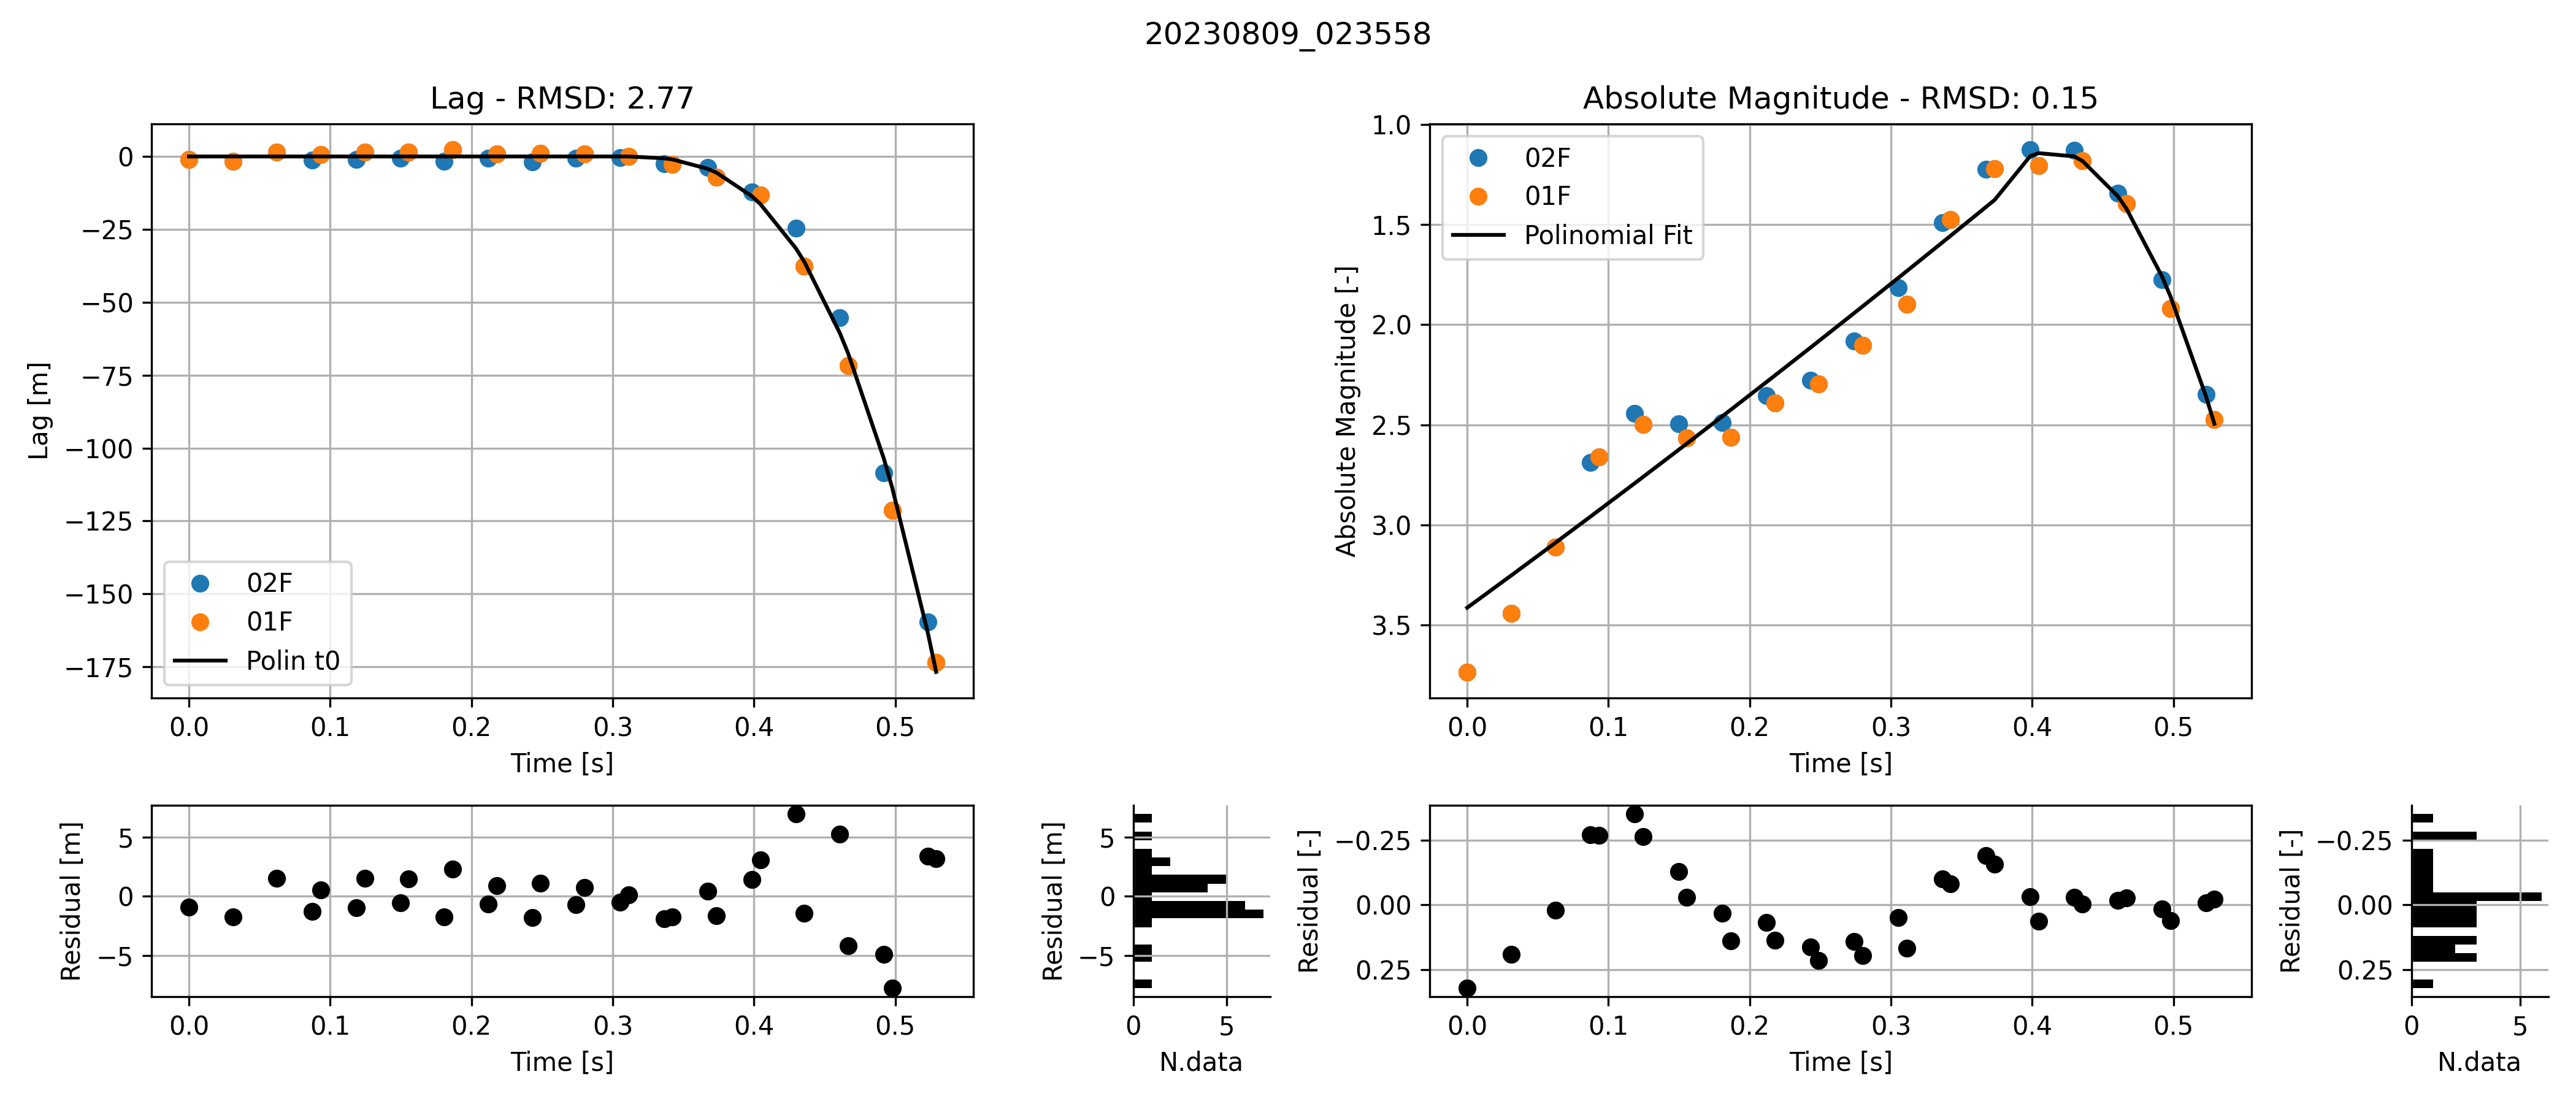 20230809_023558
Lag - RMSD: 2.77
0
−25
−50
−75
−100
−125
−150
−175
Lag [m]
02F
01F
Polin t0
0.0 0.1 0.2 0.3 0.4 0.5
Time [s]
Absolute Magnitude - RMSD: 0.15
1.0
1.5
2.0
2.5
3.0
3.5
Absolute Magnitude [-]
02F
01F
Polinomial Fit
0.0 0.1 0.2 0.3 0.4 0.5
Time [s]
5
0
−5
Residual [m]
0.0 0.1 0.2 0.3 0.4 0.5
Time [s]
5
0
−5
Residual [m]
0 5
N.data
−0.25
0.00
0.25
Residual [-]
0.0 0.1 0.2 0.3 0.4 0.5
Time [s]
−0.25
0.00
0.25
Residual [-]
0 5
N.data